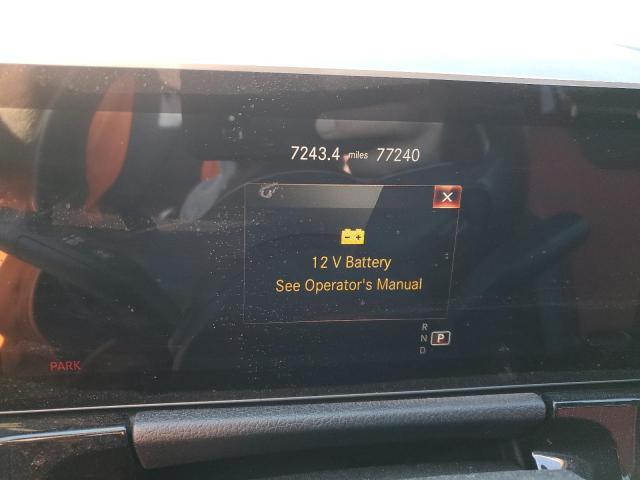 7243.4 miles 77240
12 V Battery
See Operator's Manual
R
N P
D
PARK